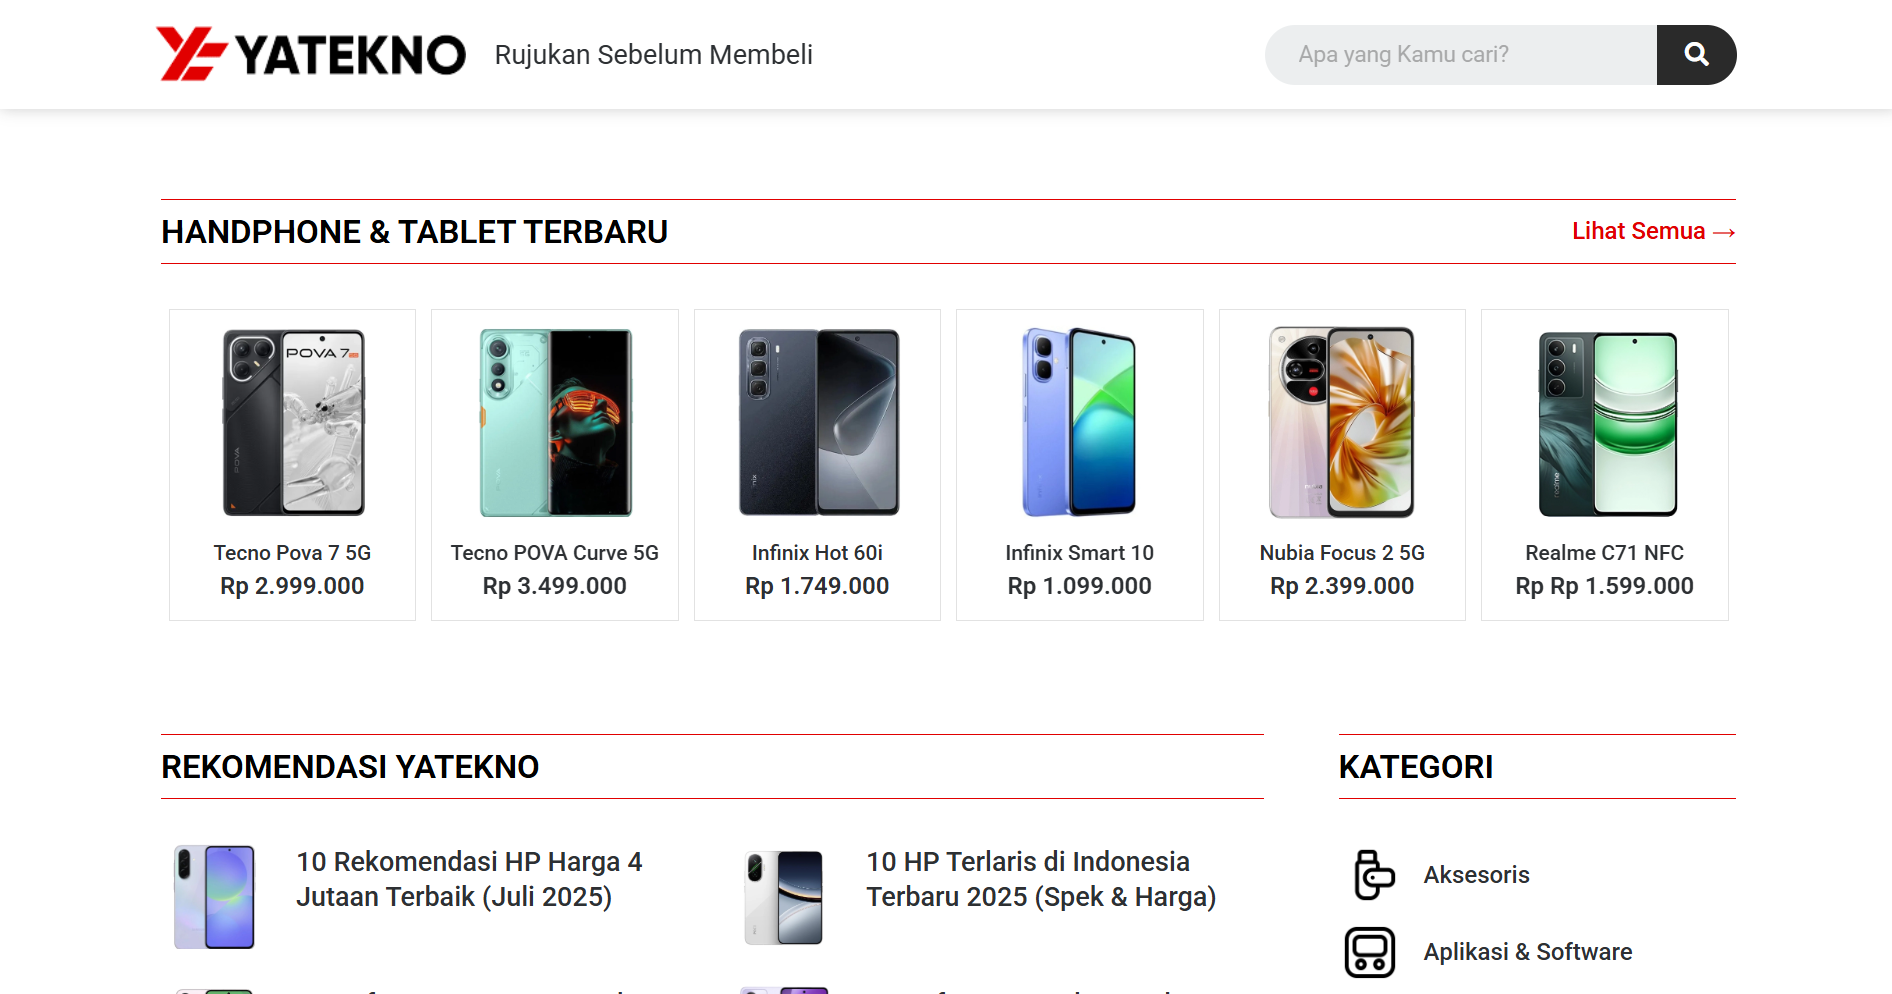 YATEKNO
Rujukan Sebelum Membeli
Apa yang Kamu cari?
HANDPHONE & TABLET TERBARU
Lihat Semua →
POVA 7
POVA
realme
Tecno Pova 7 5G
Rp 2.999.000
Tecno POVA Curve 5G
Rp 3.499.000
Infinix Hot 60i
Rp 1.749.000
Infinix Smart 10
Rp 1.099.000
Nubia Focus 2 5G
Rp 2.399.000
Realme C71 NFC
Rp Rp 1.599.000
REKOMENDASI YATEKNO
10 Rekomendasi HP Harga 4
Jutaan Terbaik (Juli 2025)
10 HP Terlaris di Indonesia
Terbaru 2025 (Spek & Harga)
KATEGORI
Aksesoris
Aplikasi & Software